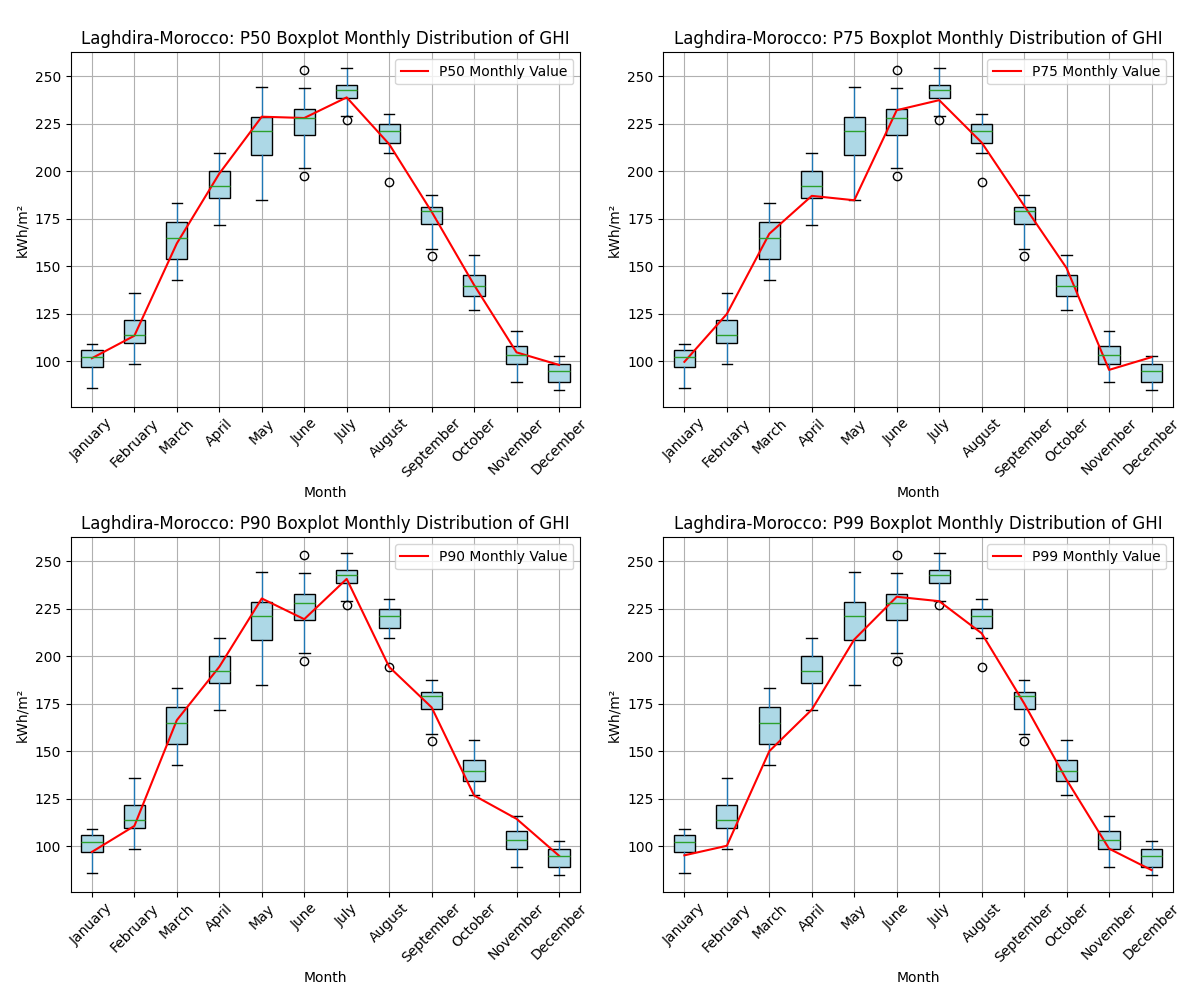 Laghdira-Morocco: P50 Boxplot Monthly Distribution of GHI
P50 Monthly Value
250
225
200
175
150
125
100
kWh/m²
January
February
March
April
May
June
July
August
September
October
November
December
Month
Laghdira-Morocco: P75 Boxplot Monthly Distribution of GHI
P75 Monthly Value
250
225
200
175
150
125
100
kWh/m²
January
February
March
April
May
June
July
August
September
October
November
December
Month
Laghdira-Morocco: P90 Boxplot Monthly Distribution of GHI
P90 Monthly Value
250
225
200
175
150
125
100
kWh/m²
January
February
March
April
May
June
July
August
September
October
November
December
Month
Laghdira-Morocco: P99 Boxplot Monthly Distribution of GHI
P99 Monthly Value
250
225
200
175
150
125
100
kWh/m²
January
February
March
April
May
June
July
August
September
October
November
December
Month